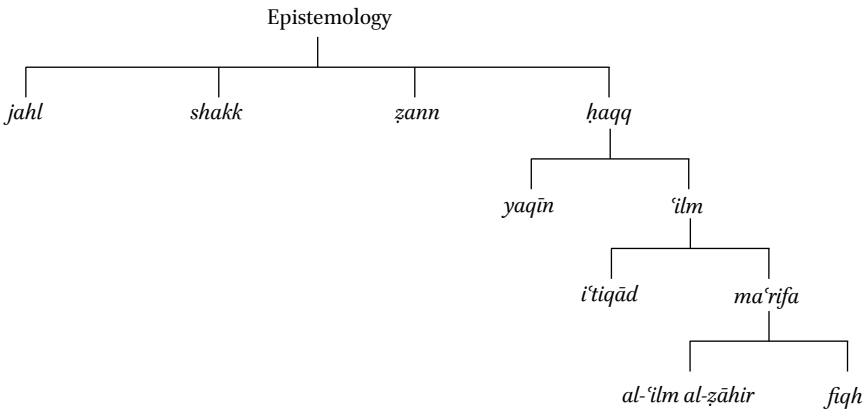 Epistemology
jahl shakk ẓann ḥaqq
yaqīn ʿilm
iʿtiqād maʿrifa
al-ʿilm al-ẓāhir fiqh